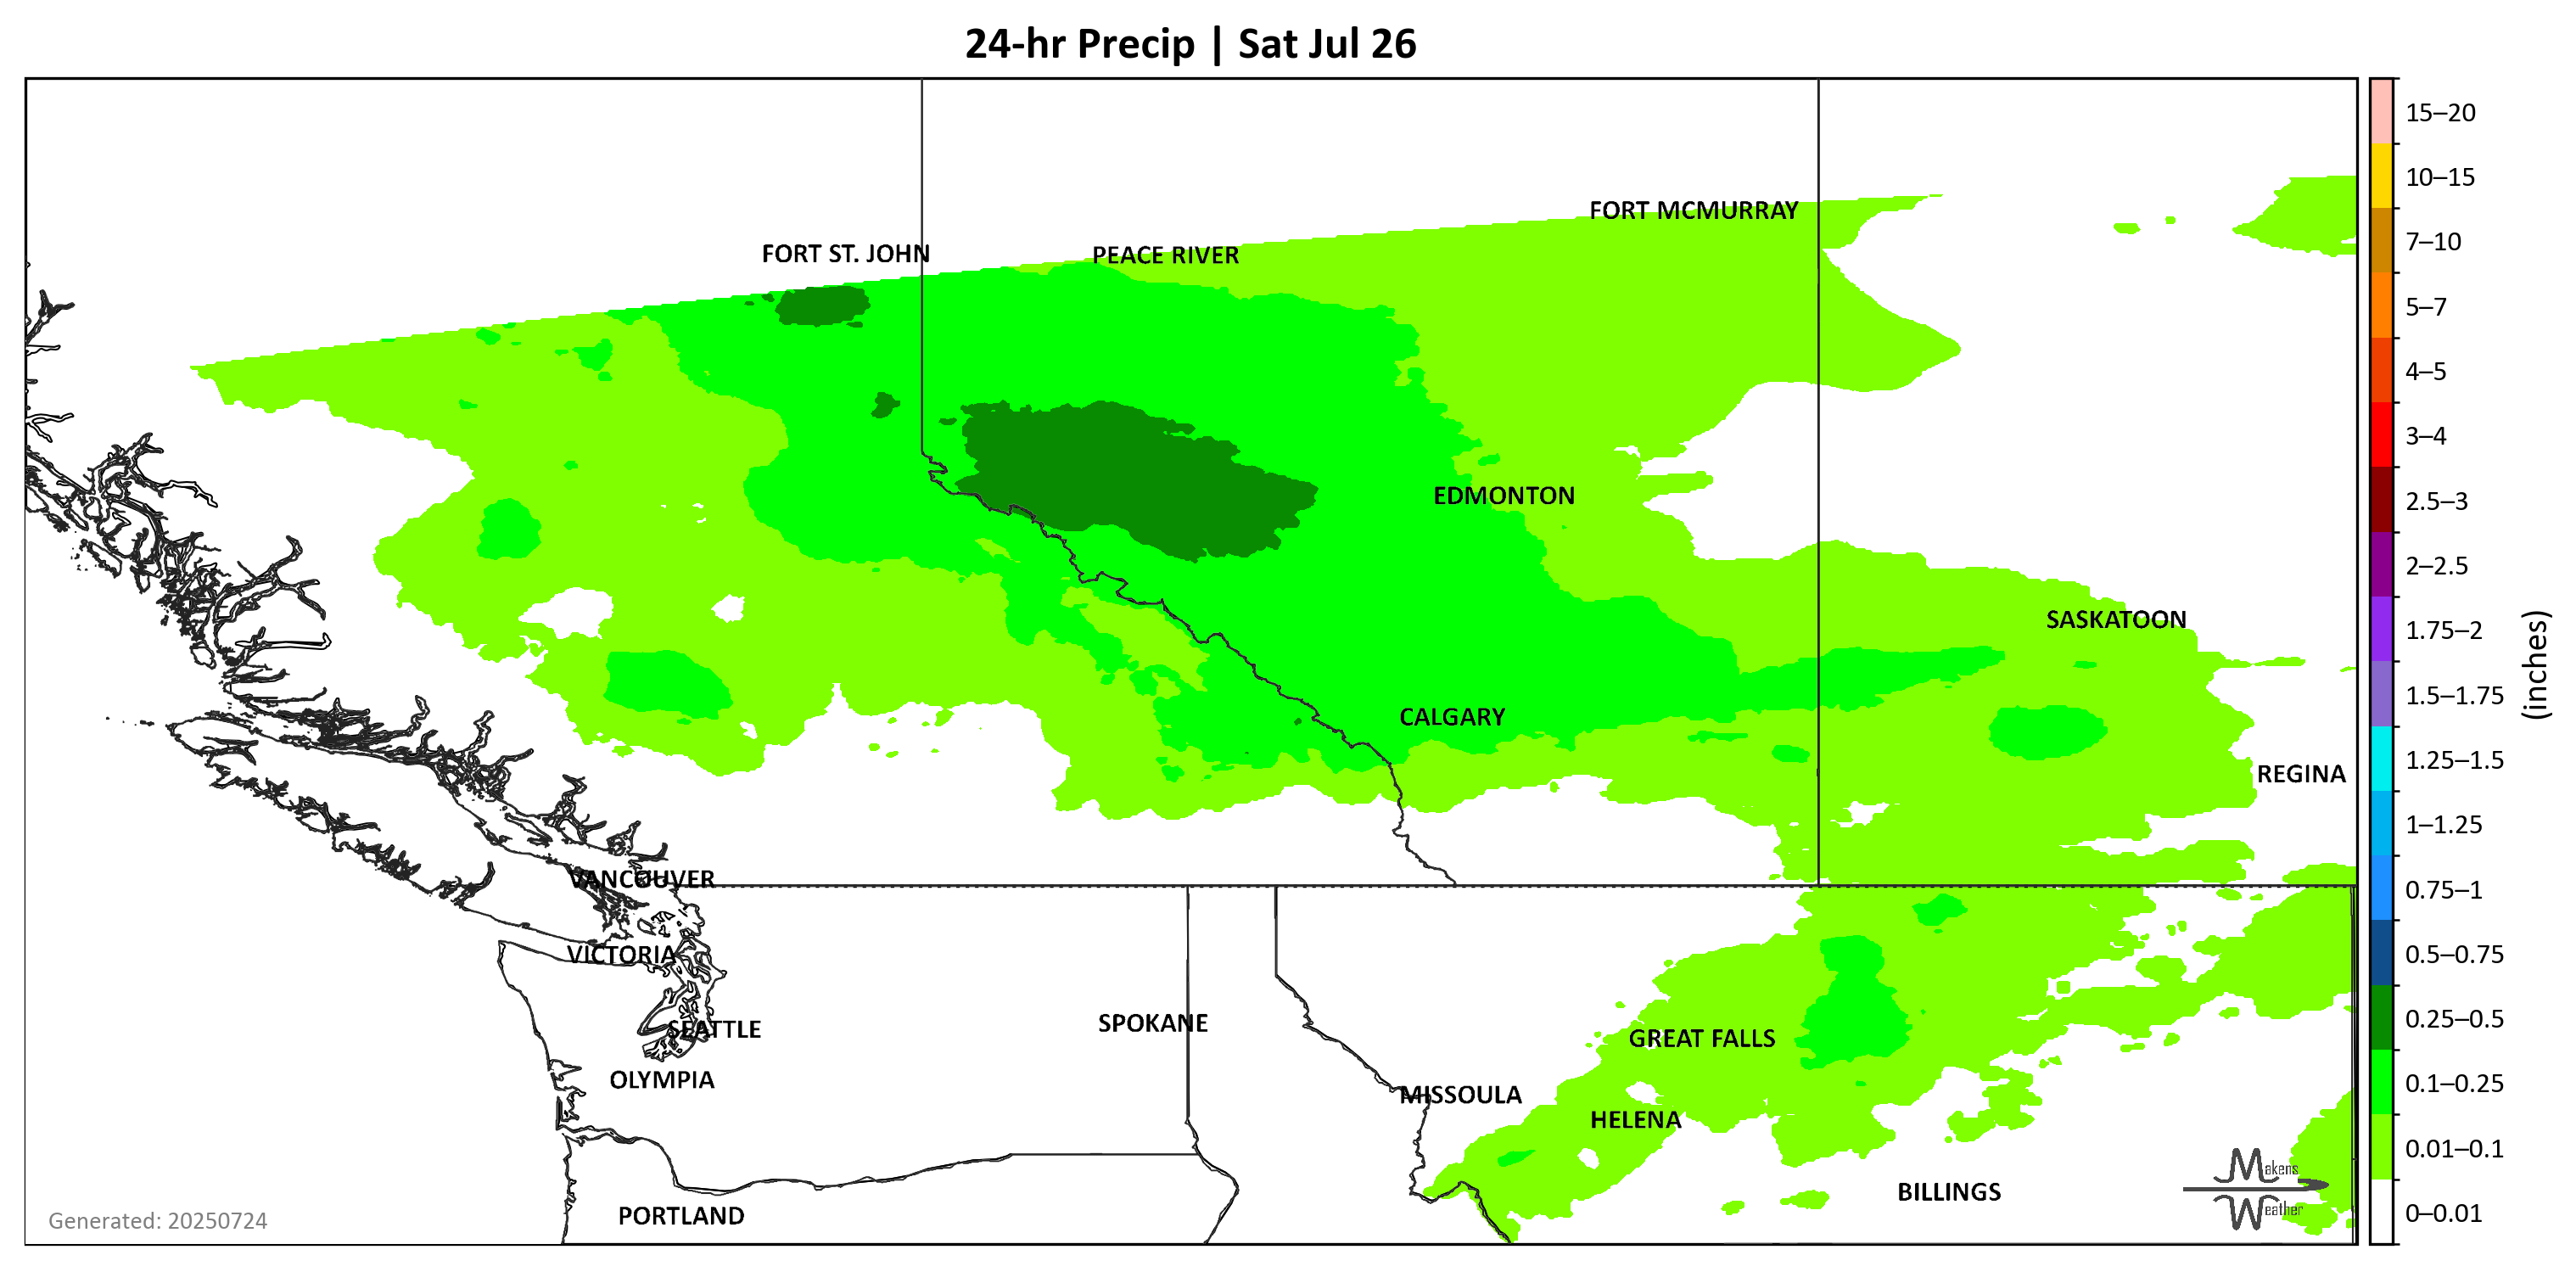 24-hr Precip | Sat Jul 26
FORT MCMURRAY
FORT ST. JOHN
PEACE RIVER
EDMONTON
SASKATOON
CALGARY
REGINA
VANCOUVER
VICTORIA
SPOKANE
SEATTLE
GREAT FALLS
OLYMPIA
MISSOULA
HELENA
BILLINGS
PORTLAND
Generated: 20250724
Makens
Weather
15–20
10–15
7–10
5–7
4–5
3–4
2.5–3
2–2.5
1.75–2
1.5–1.75
1.25–1.5
1–1.25
0.75–1
0.5–0.75
0.25–0.5
0.1–0.25
0.01–0.1
0–0.01
(inches)